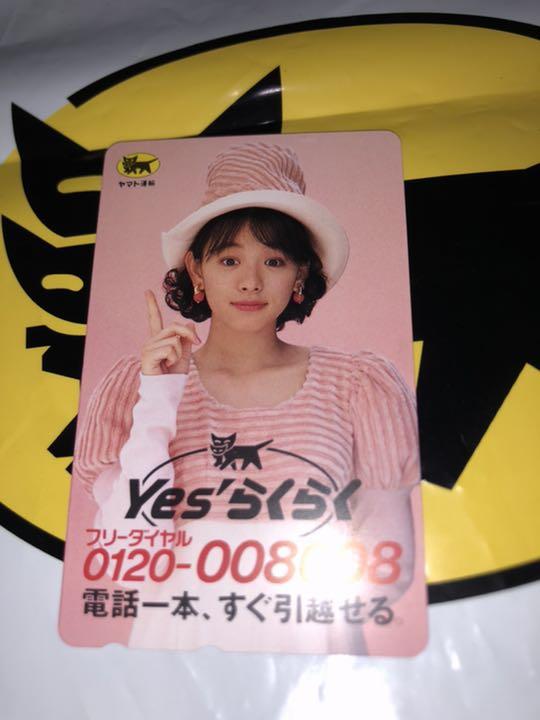 ヤマト運輸
Yes'らくらく
フリーダイヤル
0120-008008
電話一本、すぐ引越せる。